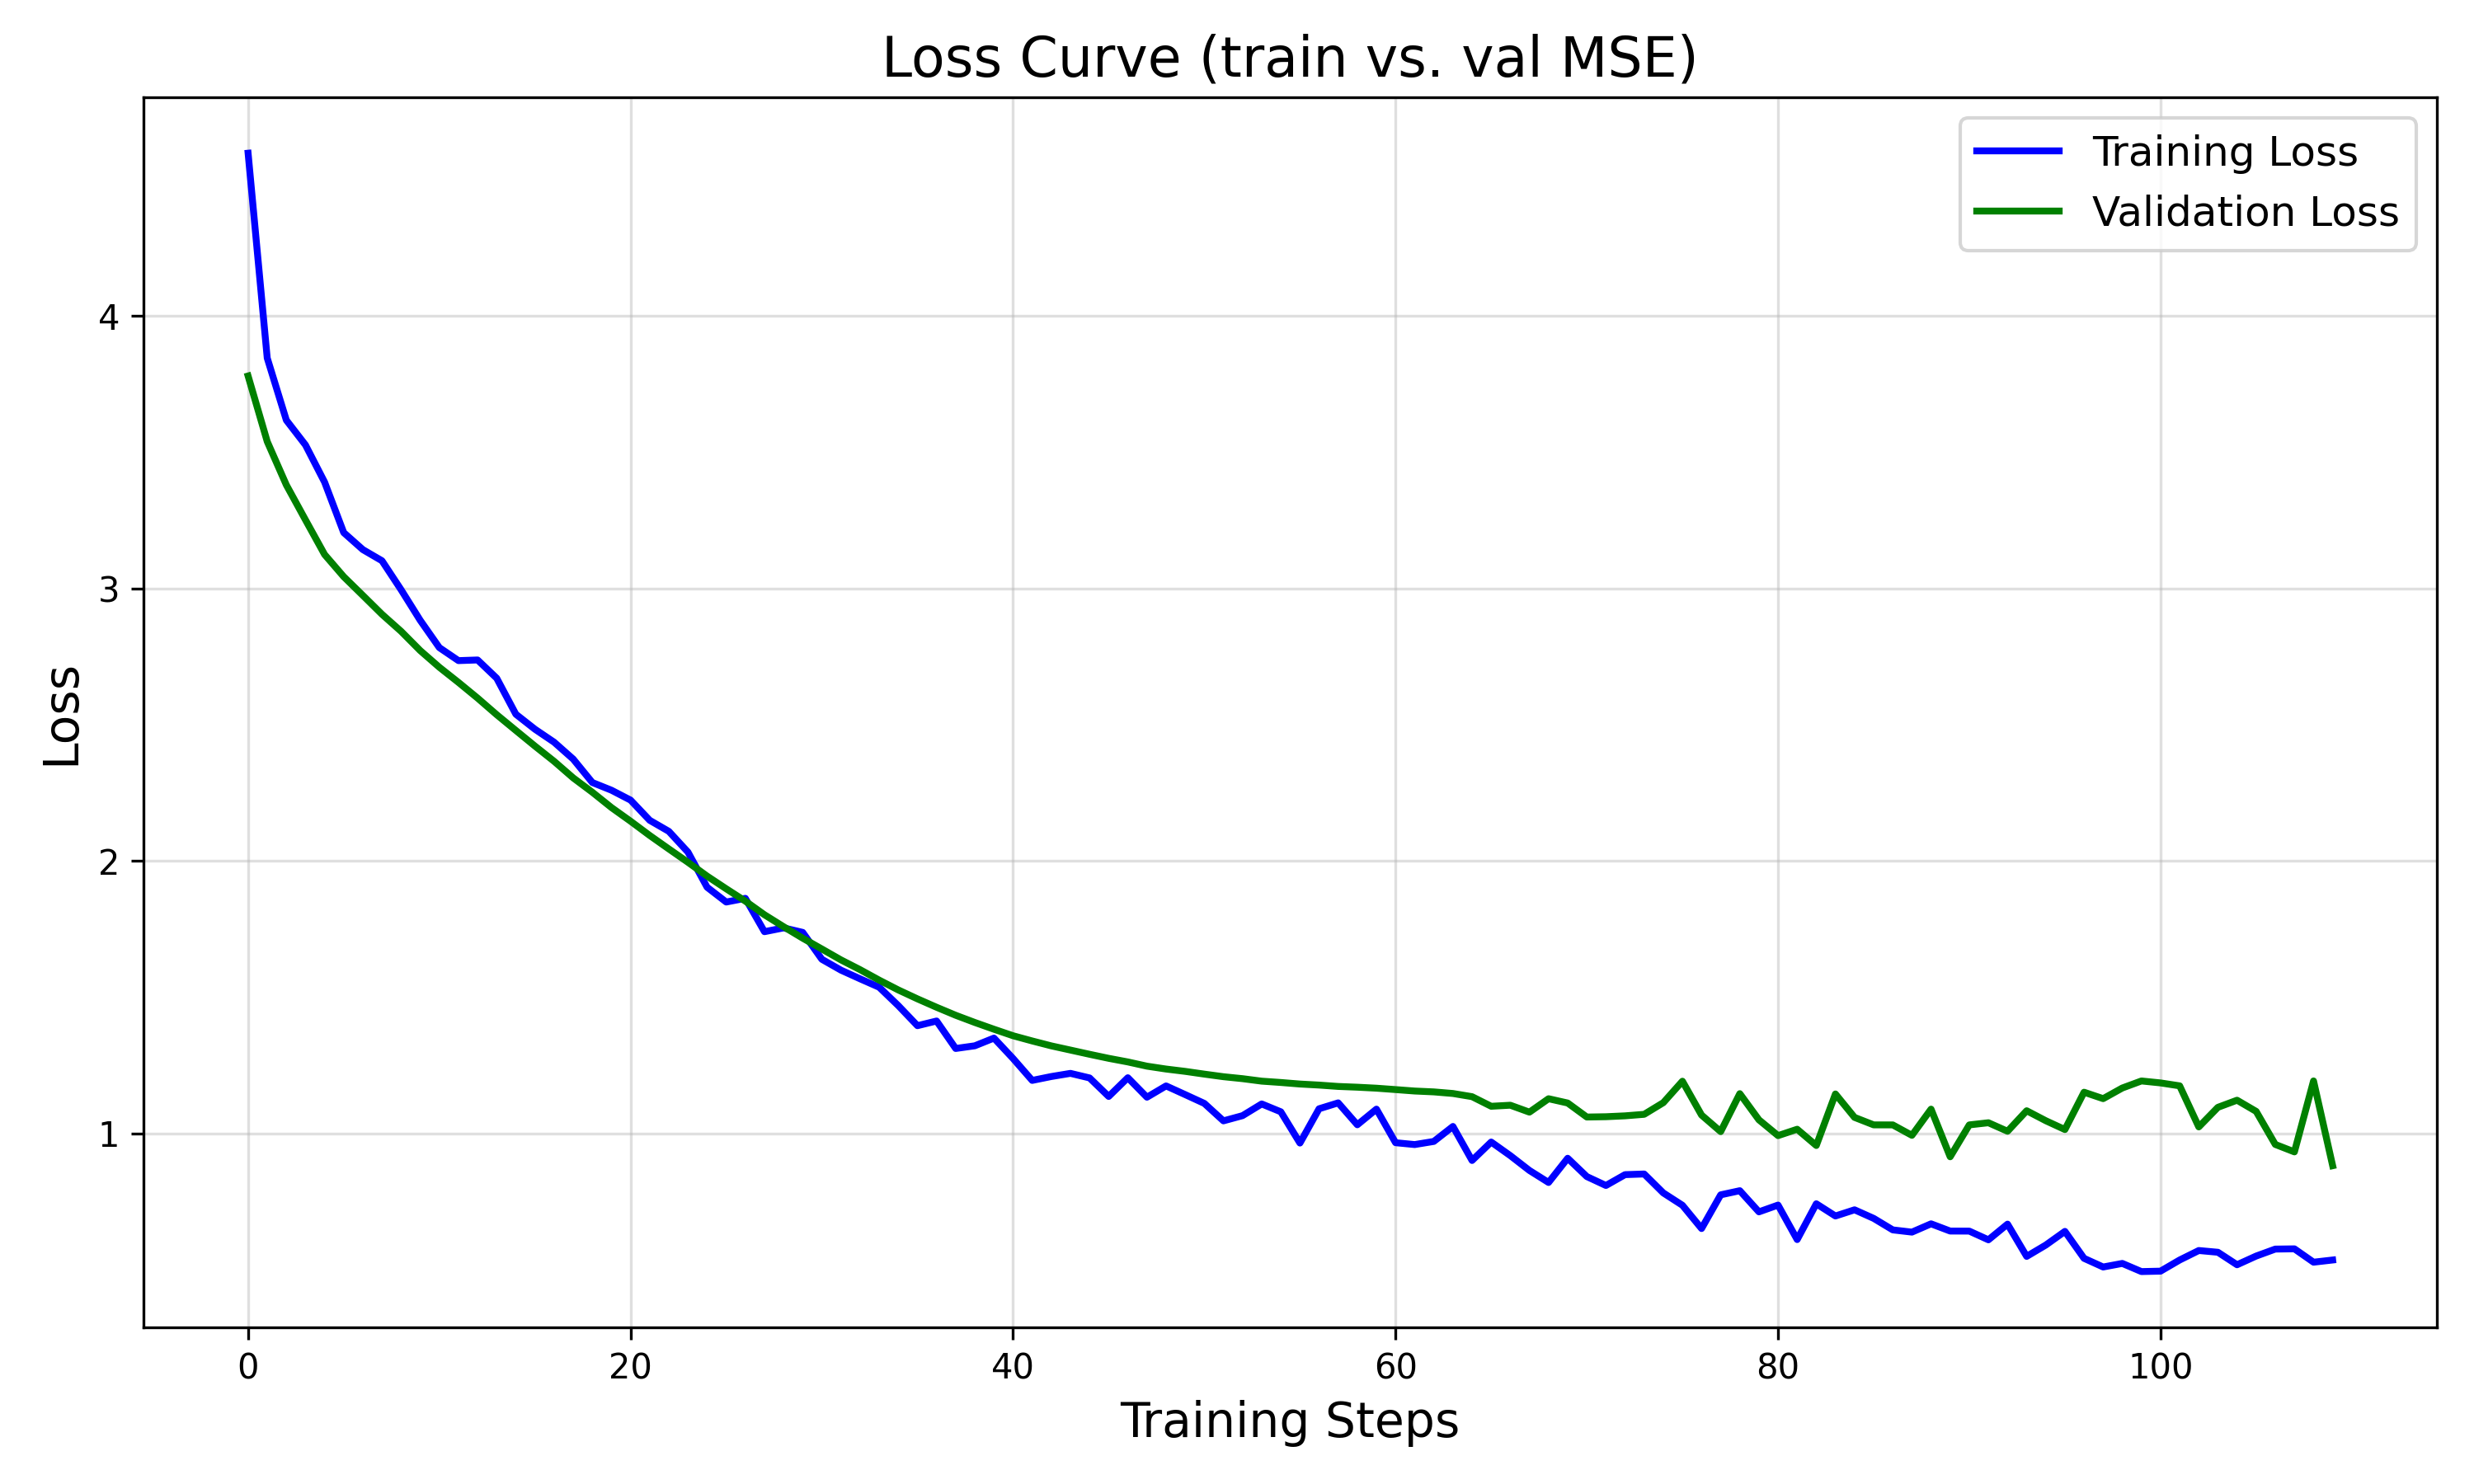 Loss Curve (train vs. val MSE)
Training Loss
Validation Loss
Loss
4
3
2
1
0 20 40 60 80 100
Training Steps